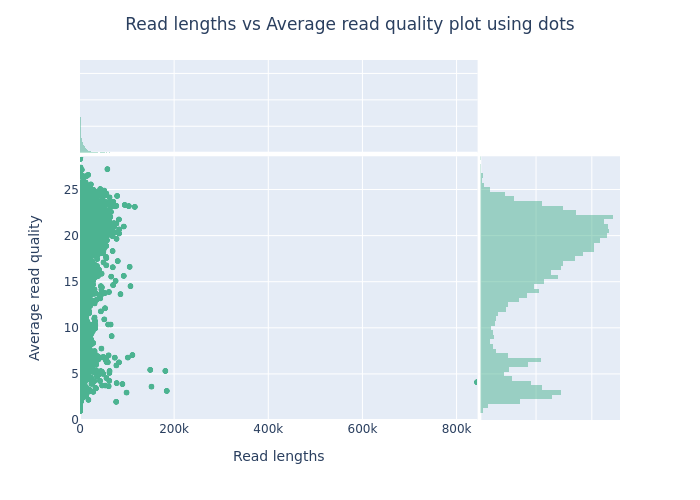 Read lengths vs Average read quality plot using dots
Average read quality
25
20
15
10
5
0
0 200k 400k 600k 800k
Read lengths